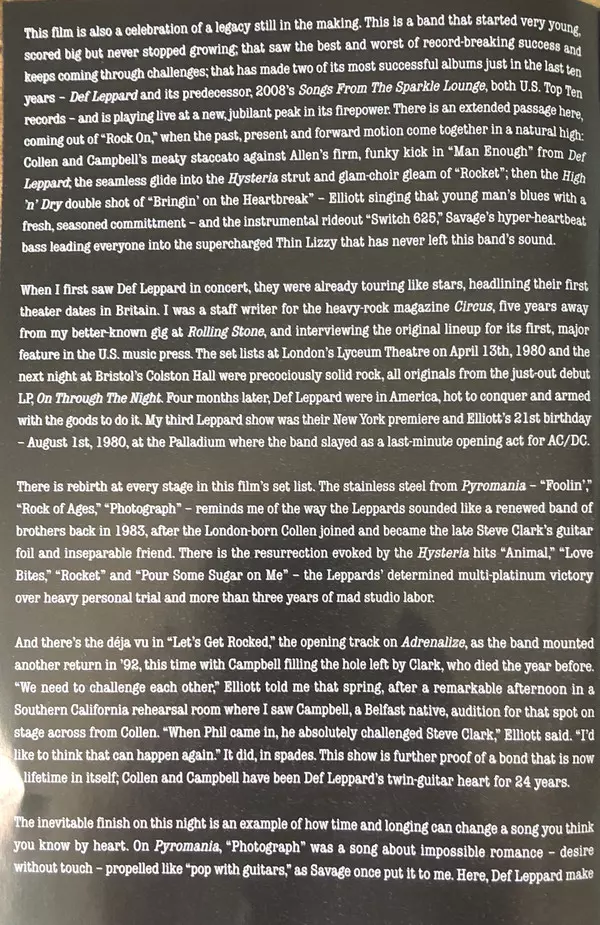 This film is also a celebration of a legacy still in the making. This is a band that started very young,
scored big but never stopped growing; that saw the best and worst of record-breaking success and
keeps coming through challenges; that has made two of its most successful albums just in the last ten
years – Def Leppard and its predecessor, 2008's Songs From The Sparkle Lounge, both U.S. Top Ten
records – and is playing live at a new, jubilant peak in its firepower. There is an extended passage here,
coming out of "Rock On," when the past, present and forward motion come together in a natural high:
Collen and Campbell's meaty staccato against Allen's firm, funky kick in "Man Enough" from Def
Leppard; the seamless glide into the Hysteria strut and glam-choir gleam of "Rocket"; then the High
'n' Dry double shot of "Bringin' on the Heartbreak" – Elliott singing that young man's blues with a
fresh, seasoned committment – and the instrumental rideout "Switch 625," Savage's hyper-heartbeat
bass leading everyone into the supercharged Thin Lizzy that has never left this band's sound.
When I first saw Def Leppard in concert, they were already touring like stars, headlining their first
theater dates in Britain. I was a staff writer for the heavy-rock magazine Circus, five years away
from my better-known gig at Rolling Stone, and interviewing the original lineup for its first, major
feature in the U.S. music press. The set lists at London's Lyceum Theatre on April 13th, 1980 and the
next night at Bristol's Colston Hall were precociously solid rock, all originals from the just-out debut
LP, On Through The Night. Four months later, Def Leppard were in America, hot to conquer and armed
with the goods to do it. My third Leppard show was their New York premiere and Elliott's 21st birthday
– August 1st, 1980, at the Palladium where the band slayed as a last-minute opening act for AC/DC.
There is rebirth at every stage in this film's set list. The stainless steel from Pyromania – "Foolin',"
"Rock of Ages," "Photograph" – reminds me of the way the Leppards sounded like a renewed band of
brothers back in 1983, after the London-born Collen joined and became the late Steve Clark's guitar
foil and inseparable friend. There is the resurrection evoked by the Hysteria hits "Animal," "Love
Bites," "Rocket" and "Pour Some Sugar on Me" – the Leppards' determined multi-platinum victory
over heavy personal trial and more than three years of mad studio labor.
And there's the déja vu in "Let's Get Rocked," the opening track on Adrenalize, as the band mounted
another return in '92, this time with Campbell filling the hole left by Clark, who died the year before.
"We need to challenge each other," Elliott told me that spring, after a remarkable afternoon in a
Southern California rehearsal room where I saw Campbell, a Belfast native, audition for that spot on
stage across from Collen. "When Phil came in, he absolutely challenged Steve Clark," Elliott said. "I'd
like to think that can happen again." It did, in spades. This show is further proof of a bond that is now
lifetime in itself; Collen and Campbell have been Def Leppard's twin-guitar heart for 24 years.
The inevitable finish on this night is an example of how time and longing can change a song you think
you know by heart. On Pyromania, "Photograph" was a song about impossible romance – desire
without touch – propelled like "pop with guitars," as Savage once put it to me. Here, Def Leppard make